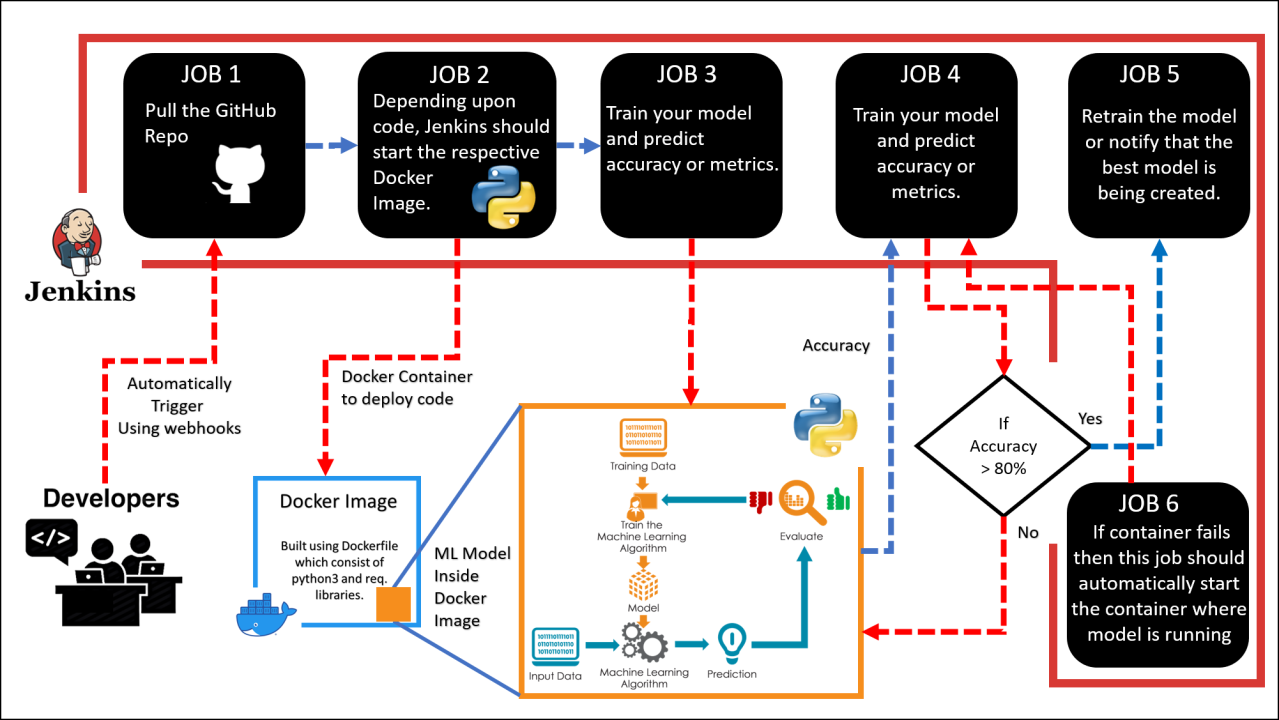 JOB 1
Pull the GitHub
Repo
JOB 2
Depending upon
code, Jenkins should
start the respective
Docker
Image.
JOB 3
Train your model
and predict
accuracy or metrics.
JOB 4
Train your model
and predict
accuracy or
metrics.
JOB 5
Retrain the model
or notify that the
best model is
being created.
Jenkins
Automatically
Trigger
Using webhooks
Developers
</>
Docker Container
to deploy code
Docker Image
Built using Dockerfile
which consist of
python3 and req.
libraries.
ML Model
Inside
Docker
Image
Training Data
Train the
Machine Learning
Algorithm
Model
Input Data
Machine Learning
Algorithm
Prediction
Evaluate
Accuracy
If
Accuracy
> 80%
Yes
No
JOB 6
If container fails
then this job should
automatically start
the container where
model is running